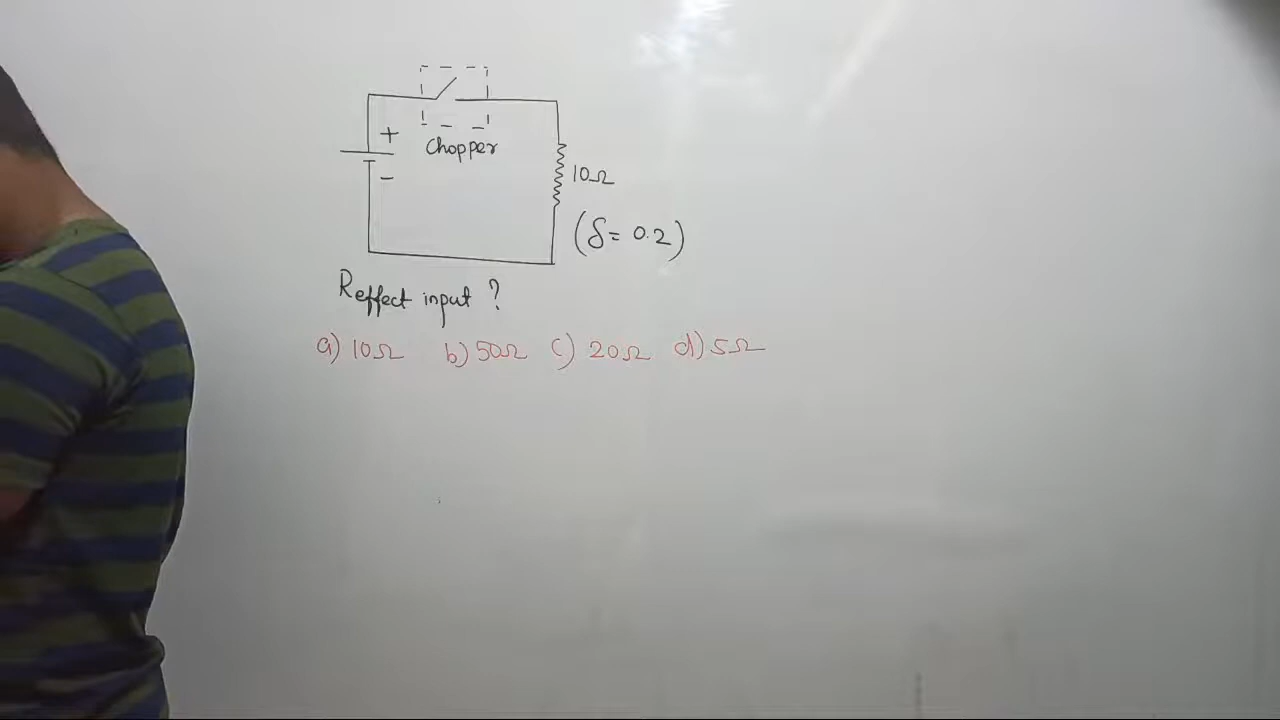 +
chopper
-
10Ω
(δ= 0.2)
Reffect input ?
a) 10Ω b) 50Ω c) 20Ω d) 5Ω